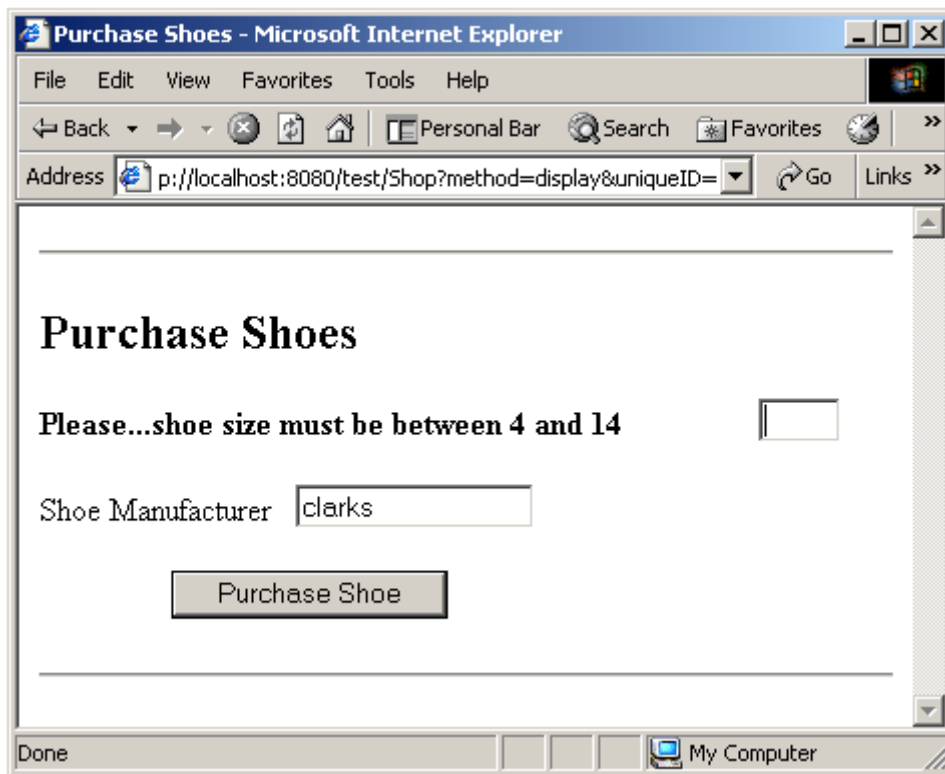 Purchase Shoes - Microsoft Internet Explorer
File Edit View Favorites Tools Help
Back Personal Bar Search Favorites »
Address p://localhost:8080/test/Shop?method=display&uniqueID= Go Links »
Purchase Shoes
Please...shoe size must be between 4 and 14
Shoe Manufacturer clarks
Purchase Shoe
Done My Computer